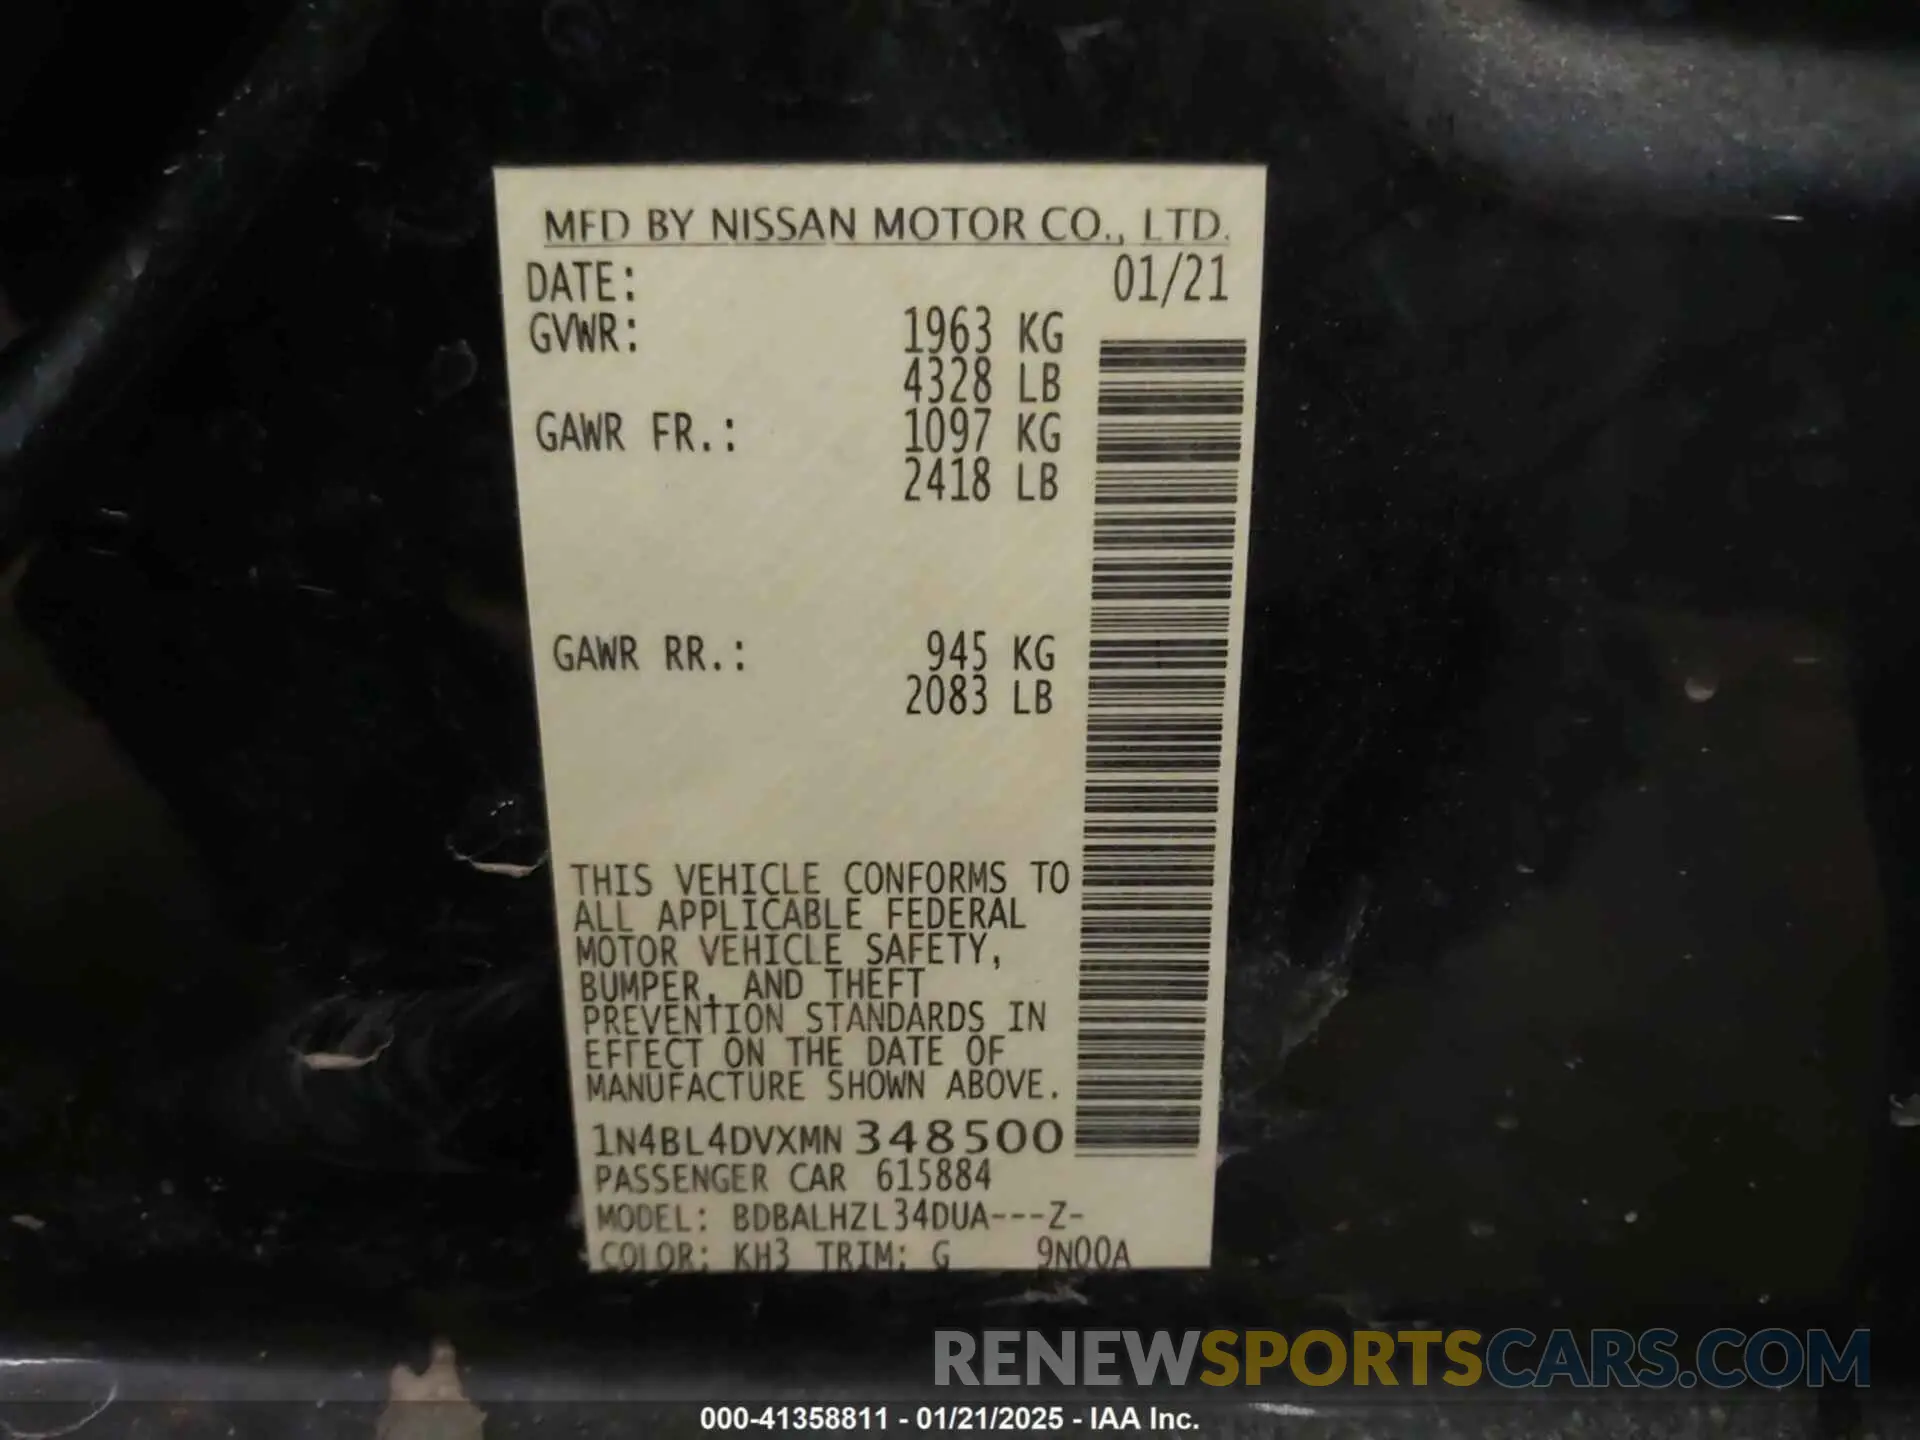 MFD BY NISSAN MOTOR CO., LTD.
DATE: 01/21
GVWR: 1963 KG
4328 LB
GAWR FR.: 1097 KG
2418 LB
GAWR RR.: 945 KG
2083 LB
THIS VEHICLE CONFORMS TO
ALL APPLICABLE FEDERAL
MOTOR VEHICLE SAFETY,
BUMPER, AND THEFT
PREVENTION STANDARDS IN
EFFECT ON THE DATE OF
MANUFACTURE SHOWN ABOVE.
1N4BL4DVXMN348500
PASSENGER CAR 615884
MODEL: BDBALHZL34DUA---Z-
COLOR: KH3 TRIM: G 9N00A
RENEWSPORTSCARS.COM
000-41358811 - 01/21/2025 - IAA Inc.